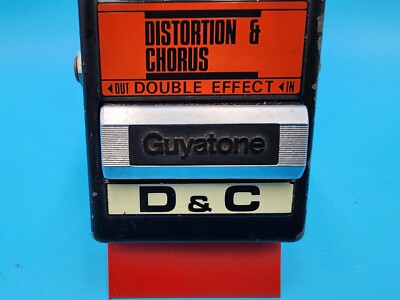 DISTORTION &
CHORUS
◄OUT DOUBLE EFFECT ◄IN
Guyatone
D & C